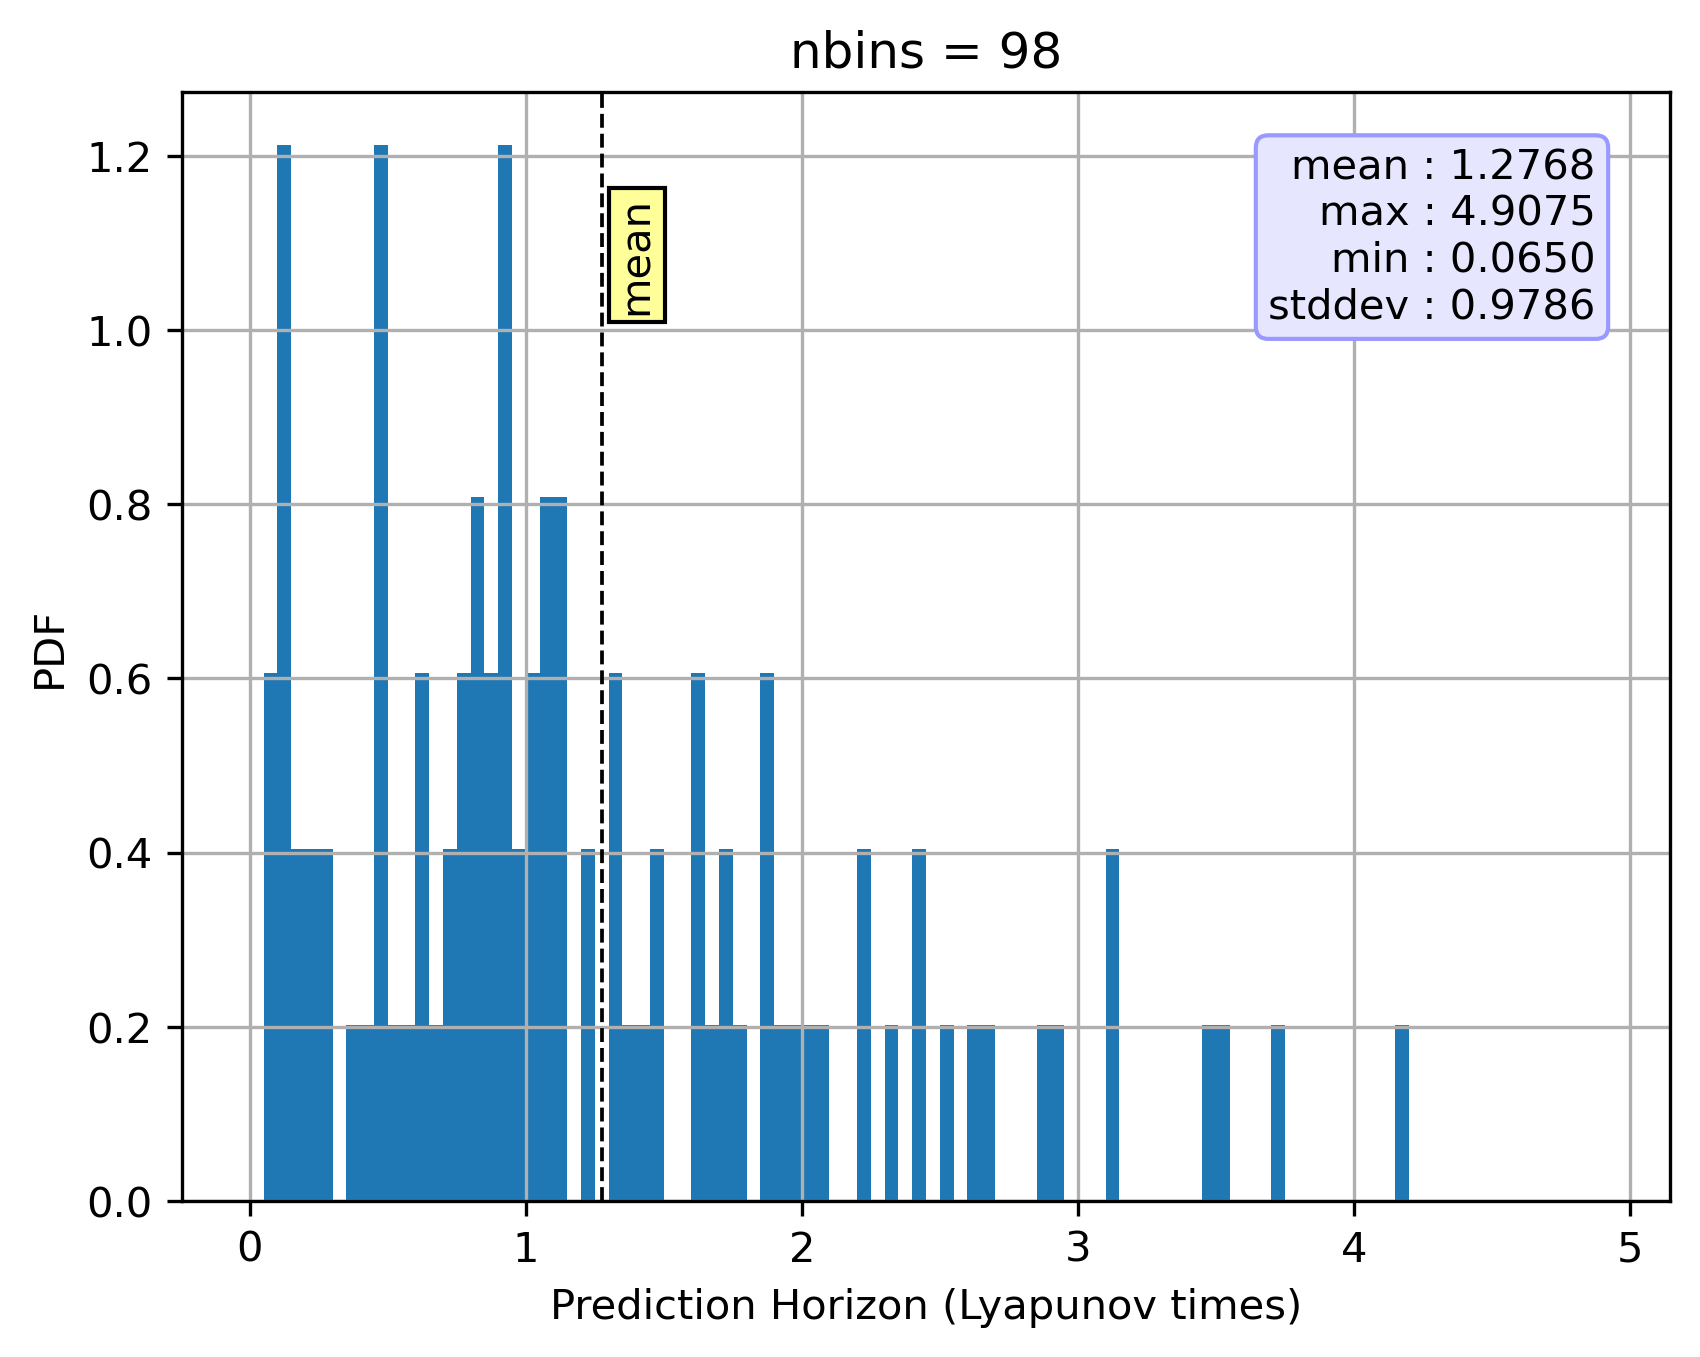 nbins = 98
1.2
1.0
0.8
0.6
0.4
0.2
0.0
PDF
mean
mean : 1.2768
max : 4.9075
min : 0.0650
stddev : 0.9786
0 1 2 3 4 5
Prediction Horizon (Lyapunov times)